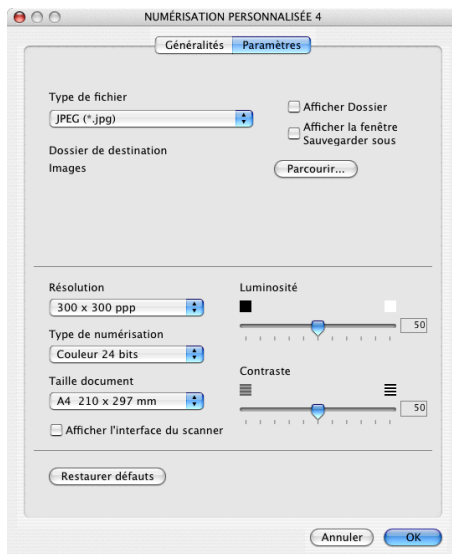 NUMÉRISATION PERSONNALISÉE 4
Généralités Paramètres
Type de fichier
JPEG (*.jpg)
Afficher Dossier
Afficher la fenêtre
Sauvegarder sous
Dossier de destination
Images
Parcourir...
Résolution
300 x 300 ppp
Type de numérisation
Couleur 24 bits
Taille document
A4 210 x 297 mm
Afficher l'interface du scanner
Luminosité
50
Contraste
50
Restaurer défauts
Annuler OK